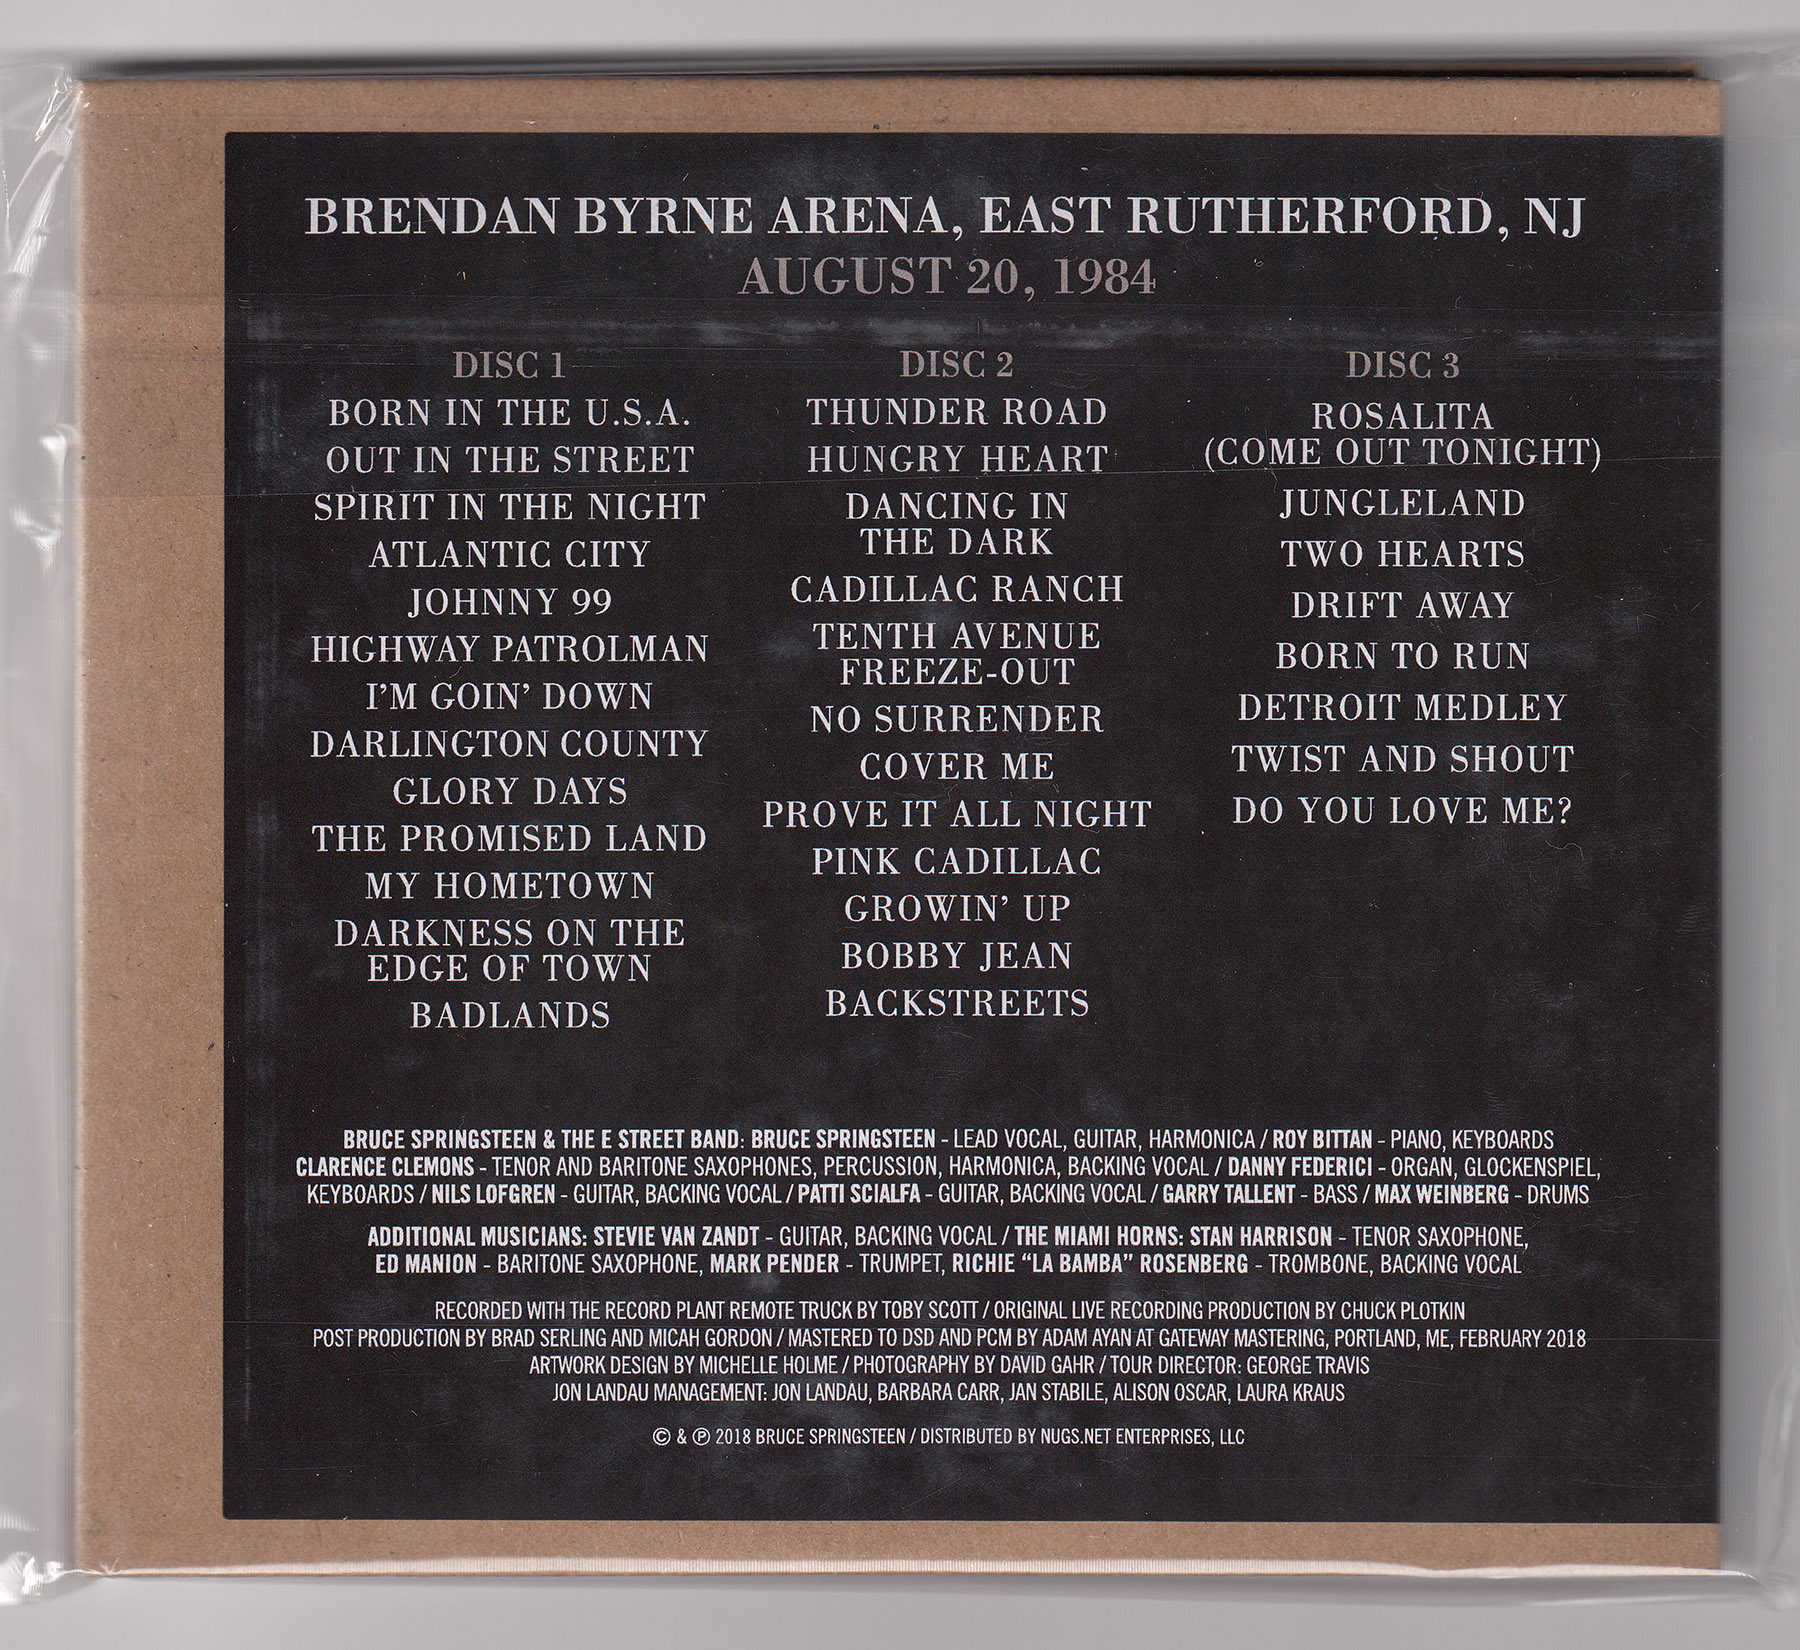 BRENDAN BYRNE ARENA, EAST RUTHERFORD, NJ
AUGUST 20, 1984
DISC 1
BORN IN THE U.S.A.
OUT IN THE STREET
SPIRIT IN THE NIGHT
ATLANTIC CITY
JOHNNY 99
HIGHWAY PATROLMAN
I'M GOIN' DOWN
DARLINGTON COUNTY
GLORY DAYS
THE PROMISED LAND
MY HOMETOWN
DARKNESS ON THE
EDGE OF TOWN
BADLANDS
DISC 2
THUNDER ROAD
HUNGRY HEART
DANCING IN
THE DARK
CADILLAC RANCH
TENTH AVENUE
FREEZE-OUT
NO SURRENDER
COVER ME
PROVE IT ALL NIGHT
PINK CADILLAC
GROWIN' UP
BOBBY JEAN
BACKSTREETS
DISC 3
ROSALITA
(COME OUT TONIGHT)
JUNGLELAND
TWO HEARTS
DRIFT AWAY
BORN TO RUN
DETROIT MEDLEY
TWIST AND SHOUT
DO YOU LOVE ME?
BRUCE SPRINGSTEEN & THE E STREET BAND: BRUCE SPRINGSTEEN - LEAD VOCAL, GUITAR, HARMONICA / ROY BITTAN - PIANO, KEYBOARDS
CLARENCE CLEMONS - TENOR AND BARITONE SAXOPHONES, PERCUSSION, HARMONICA, BACKING VOCAL / DANNY FEDERICI - ORGAN, GLOCKENSPIEL,
KEYBOARDS / NILS LOFGREN - GUITAR, BACKING VOCAL / PATTI SCIALFA - GUITAR, BACKING VOCAL / GARRY TALLENT - BASS / MAX WEINBERG - DRUMS
ADDITIONAL MUSICIANS: STEVIE VAN ZANDT - GUITAR, BACKING VOCAL / THE MIAMI HORNS: STAN HARRISON - TENOR SAXOPHONE,
ED MANION - BARITONE SAXOPHONE, MARK PENDER - TRUMPET, RICHIE “LA BAMBA” ROSENBERG - TROMBONE, BACKING VOCAL
RECORDED WITH THE RECORD PLANT REMOTE TRUCK BY TOBY SCOTT / ORIGINAL LIVE RECORDING PRODUCTION BY CHUCK PLOTKIN
POST PRODUCTION BY BRAD SERLING AND MICAH GORDON / MASTERED TO DSD AND PCM BY ADAM AYAN AT GATEWAY MASTERING, PORTLAND, ME, FEBRUARY 2018
ARTWORK DESIGN BY MICHELLE HOLME / PHOTOGRAPHY BY DAVID GAHR / TOUR DIRECTOR: GEORGE TRAVIS
JON LANDAU MANAGEMENT: JON LANDAU, BARBARA CARR, JAN STABILE, ALISON OSCAR, LAURA KRAUS
© & ℗ 2018 BRUCE SPRINGSTEEN / DISTRIBUTED BY NUGS.NET ENTERPRISES, LLC